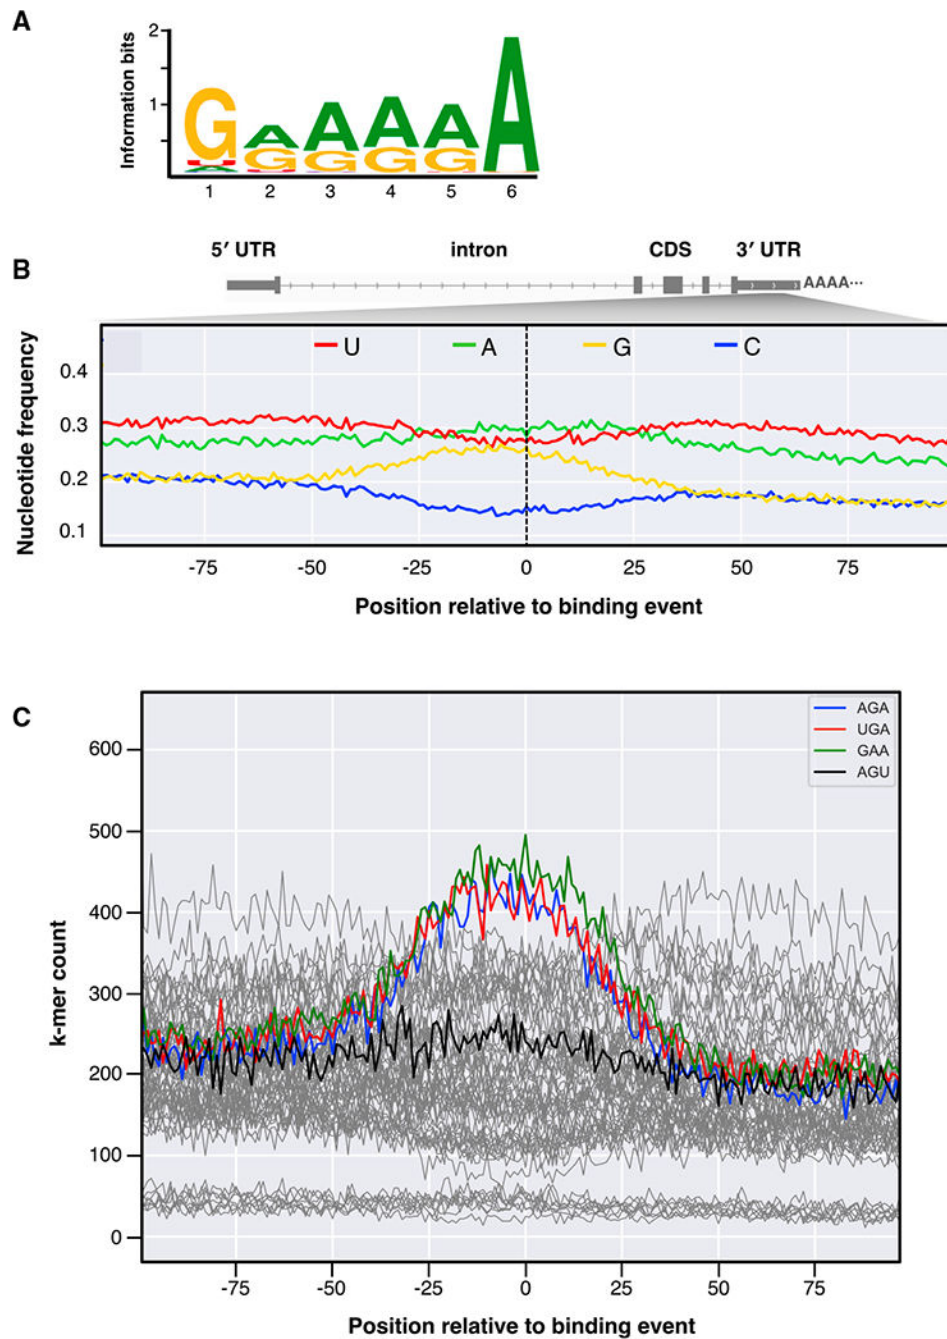 A
Information bits
2
1
G A A A A A
U G G G G
A U
1 2 3 4 5 6
B
5′ UTR intron CDS 3′ UTR
AAAA···
Nucleotide frequency
U A G C
0.4
0.3
0.2
0.1
-75 -50 -25 0 25 50 75
Position relative to binding event
C
k-mer count
AGA
UGA
GAA
AGU
600
500
400
300
200
100
0
-75 -50 -25 0 25 50 75
Position relative to binding event